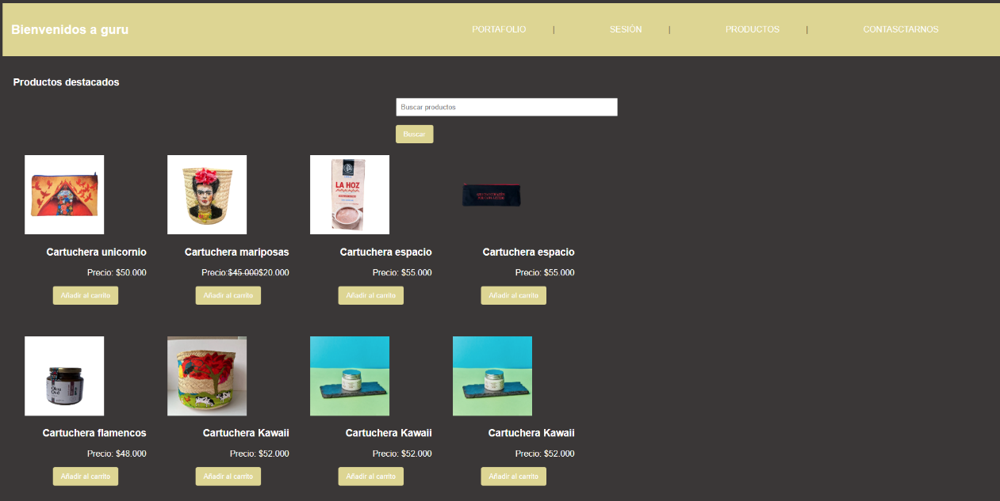 Bienvenidos a guru
PORTAFOLIO | SESIÓN | PRODUCTOS | CONTASCTARNOS
Productos destacados
Buscar productos
Buscar
LA HOZ
Cartuchera unicornio
Precio: $50.000
Añadir al carrito
Cartuchera mariposas
Precio:$45.000$20.000
Añadir al carrito
Cartuchera espacio
Precio: $55.000
Añadir al carrito
Cartuchera espacio
Precio: $55.000
Añadir al carrito
Cartuchera flamencos
Precio: $48.000
Añadir al carrito
Cartuchera Kawaii
Precio: $52.000
Añadir al carrito
Cartuchera Kawaii
Precio: $52.000
Añadir al carrito
Cartuchera Kawaii
Precio: $52.000
Añadir al carrito